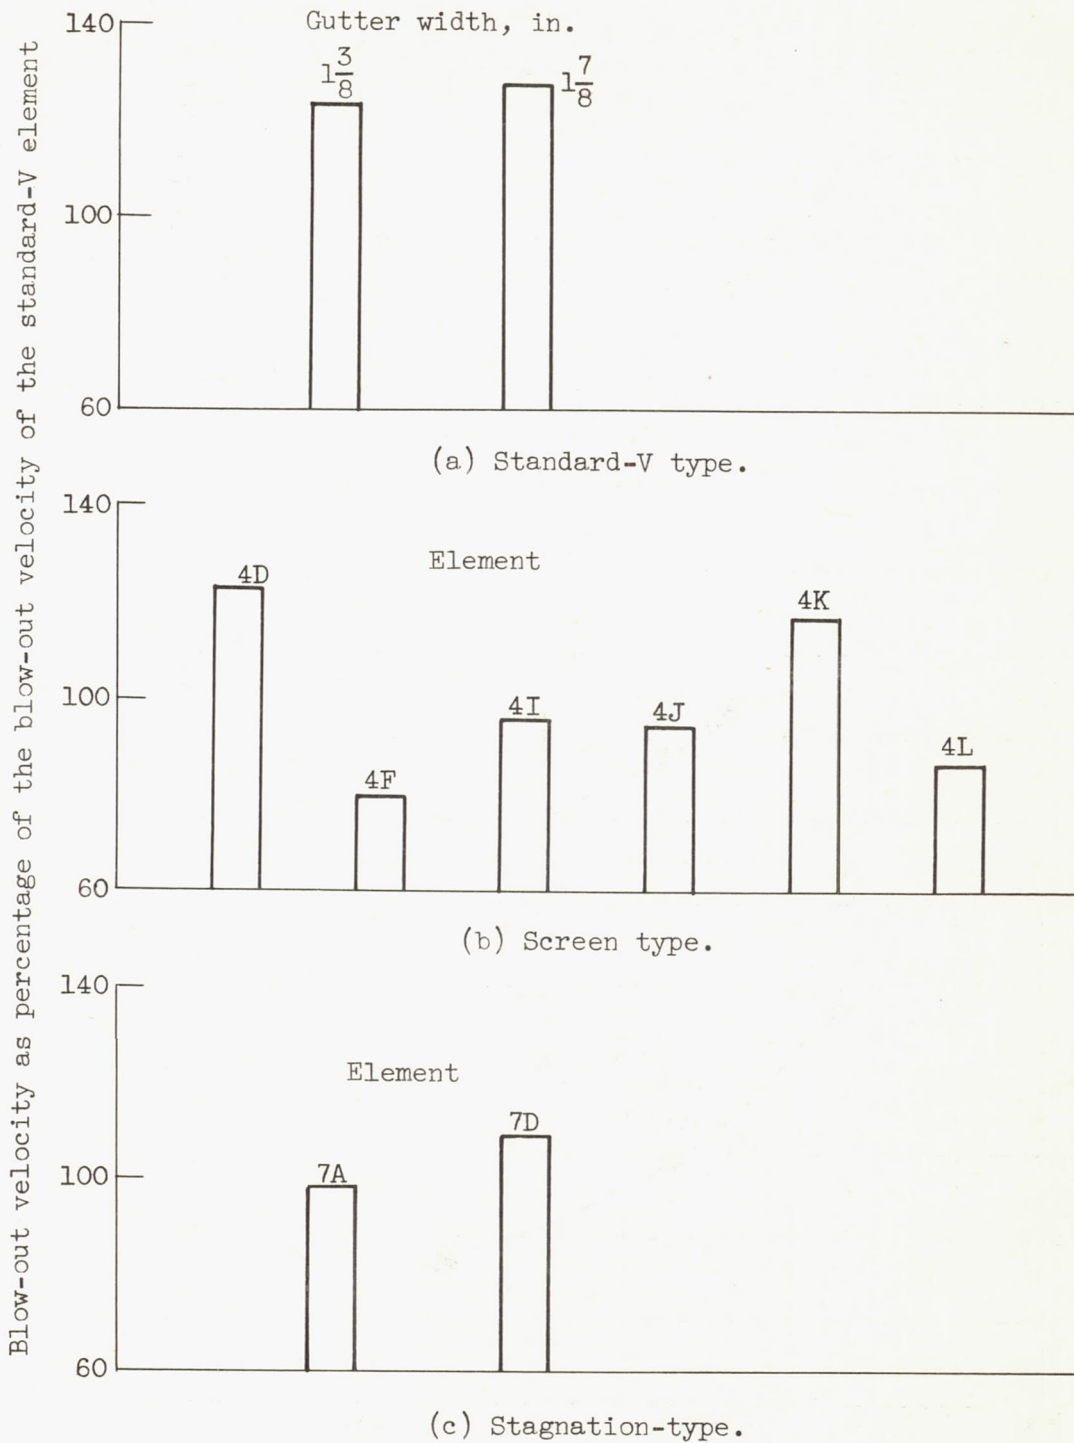 Blow-out velocity as percentage of the blow-out velocity of the standard-V element
140
Gutter width, in.
1 3/8
1 7/8
100
60
(a) Standard-V type.
140
Element
4D
4K
100
4I
4J
4L
4F
60
(b) Screen type.
140
Element
7D
100
7A
60
(c) Stagnation-type.